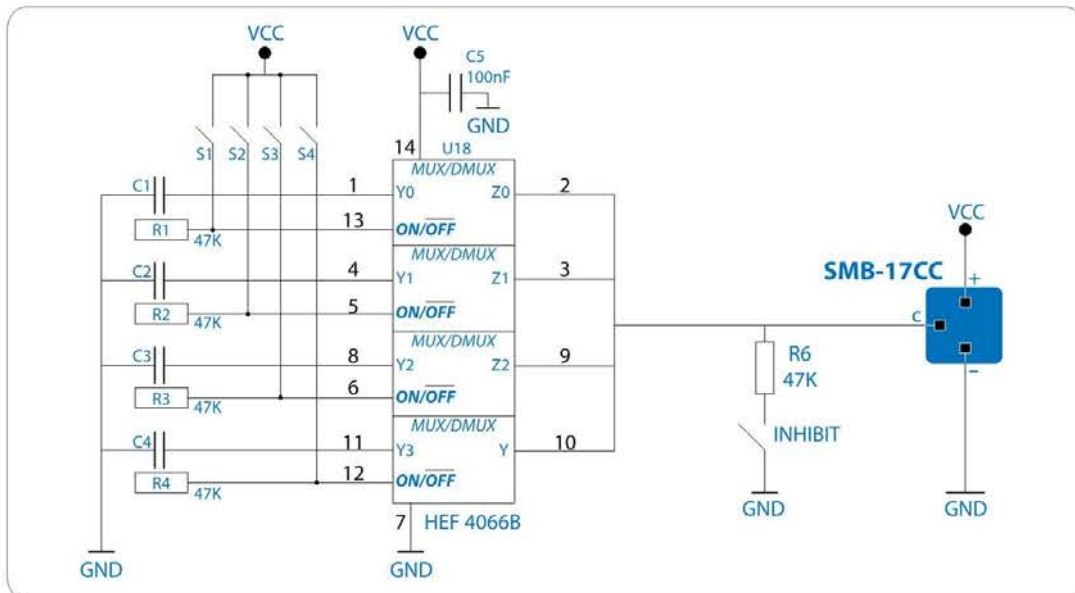 VCC
VCC
C5
100nF
GND
S1
S2
S3
S4
14
U18
MUX/DMUX
C1
1
Y0
Z0
2
R1
47K
13
ON/OFF
MUX/DMUX
C2
4
Y1
Z1
3
R2
47K
5
ON/OFF
MUX/DMUX
C3
8
Y2
Z2
9
R3
47K
6
ON/OFF
MUX/DMUX
C4
11
Y3
Y
10
R4
47K
12
ON/OFF
7
HEF 4066B
GND
GND
VCC
SMB-17CC
+
C
–
R6
47K
INHIBIT
GND
GND